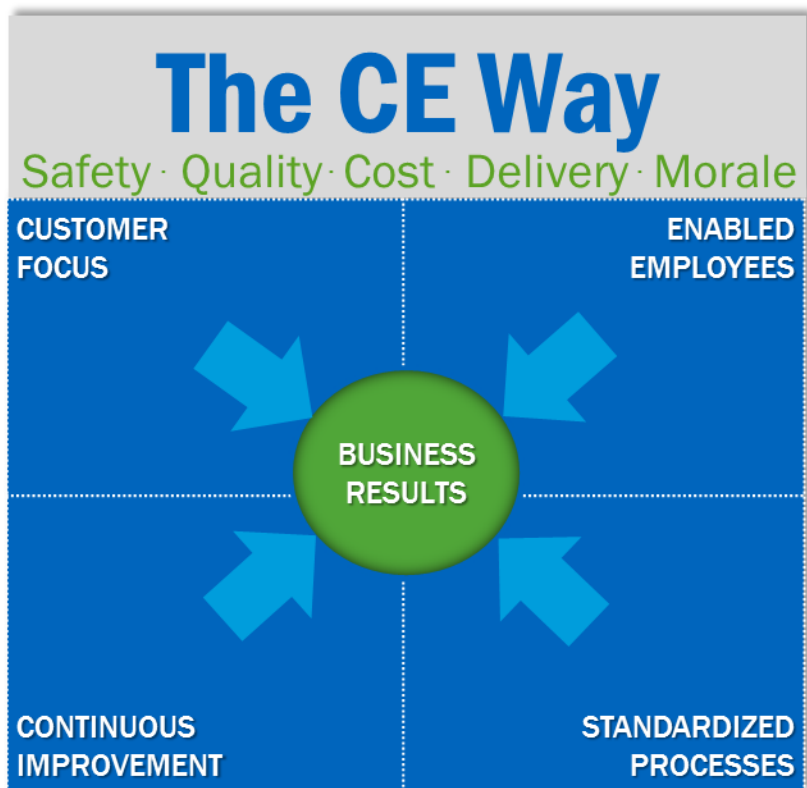 The CE Way
Safety · Quality · Cost · Delivery · Morale
CUSTOMER
FOCUS
ENABLED
EMPLOYEES
BUSINESS
RESULTS
CONTINUOUS
IMPROVEMENT
STANDARDIZED
PROCESSES